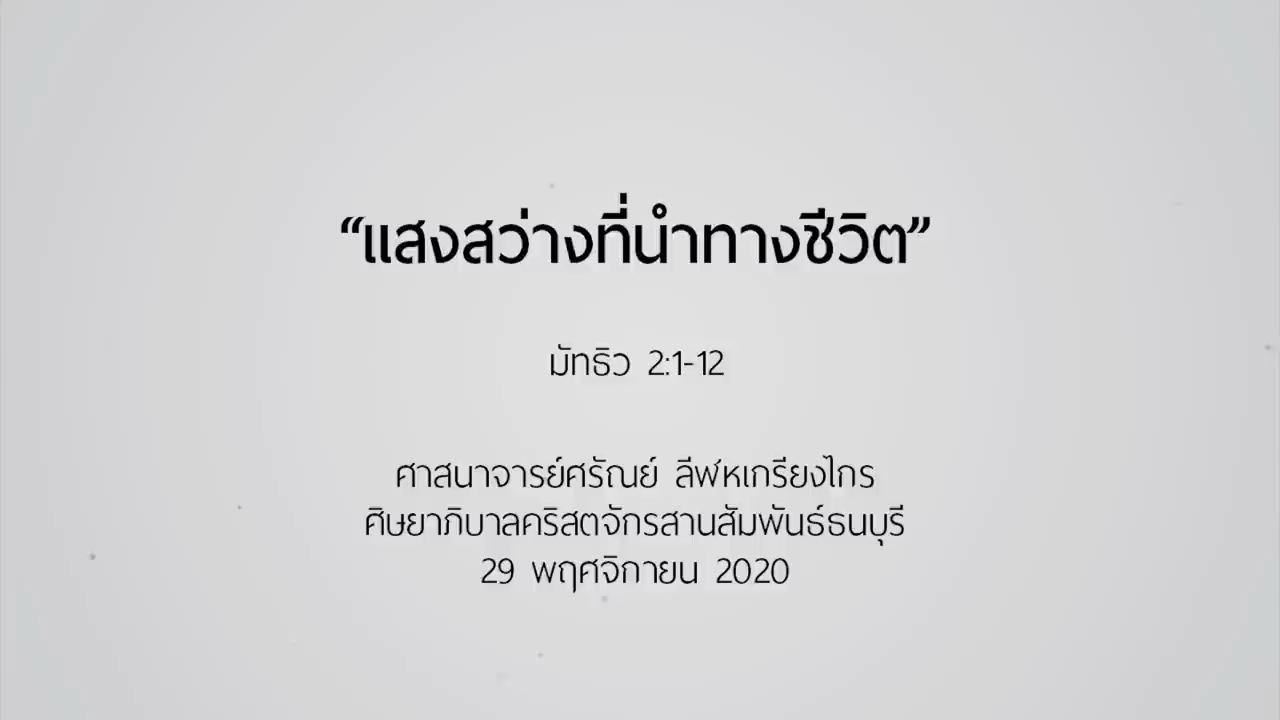 “แสงสว่างที่นำทางชีวิต”
มัทธิว 2:1-12
ศาสนาจารย์ศรัณย์ ลีฬหเกรียงไกร
ศิษยาภิบาลคริสตจักรสานสัมพันธ์ธนบุรี
29 พฤศจิกายน 2020